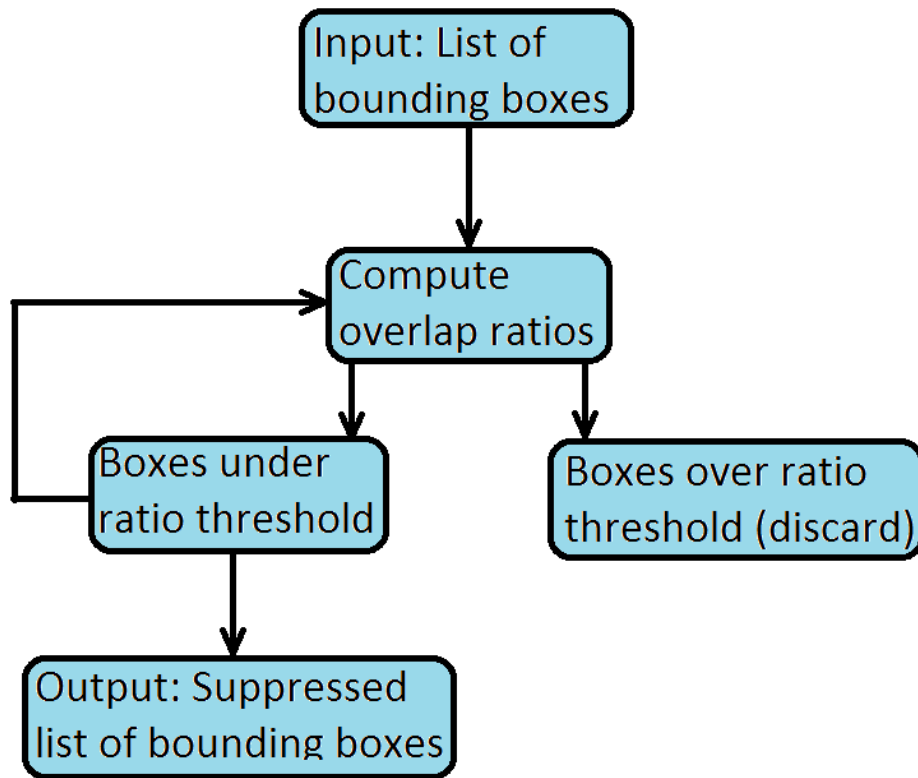 Input: List of
bounding boxes
Compute
overlap ratios
Boxes under
ratio threshold
Boxes over ratio
threshold (discard)
Output: Suppressed
list of bounding boxes